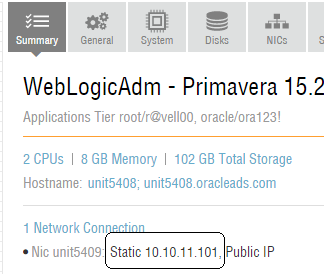 Summary General System Disks NICs S
WebLogicAdm - Primavera 15.2
Applications Tier root/r@vell00, oracle/ora123!
2 CPUs | 8 GB Memory | 102 GB Total Storage
Hostname: unit5408; unit5408.oracleads.com
1 Network Connection
• Nic unit5409: Static 10.10.11.101, Public IP